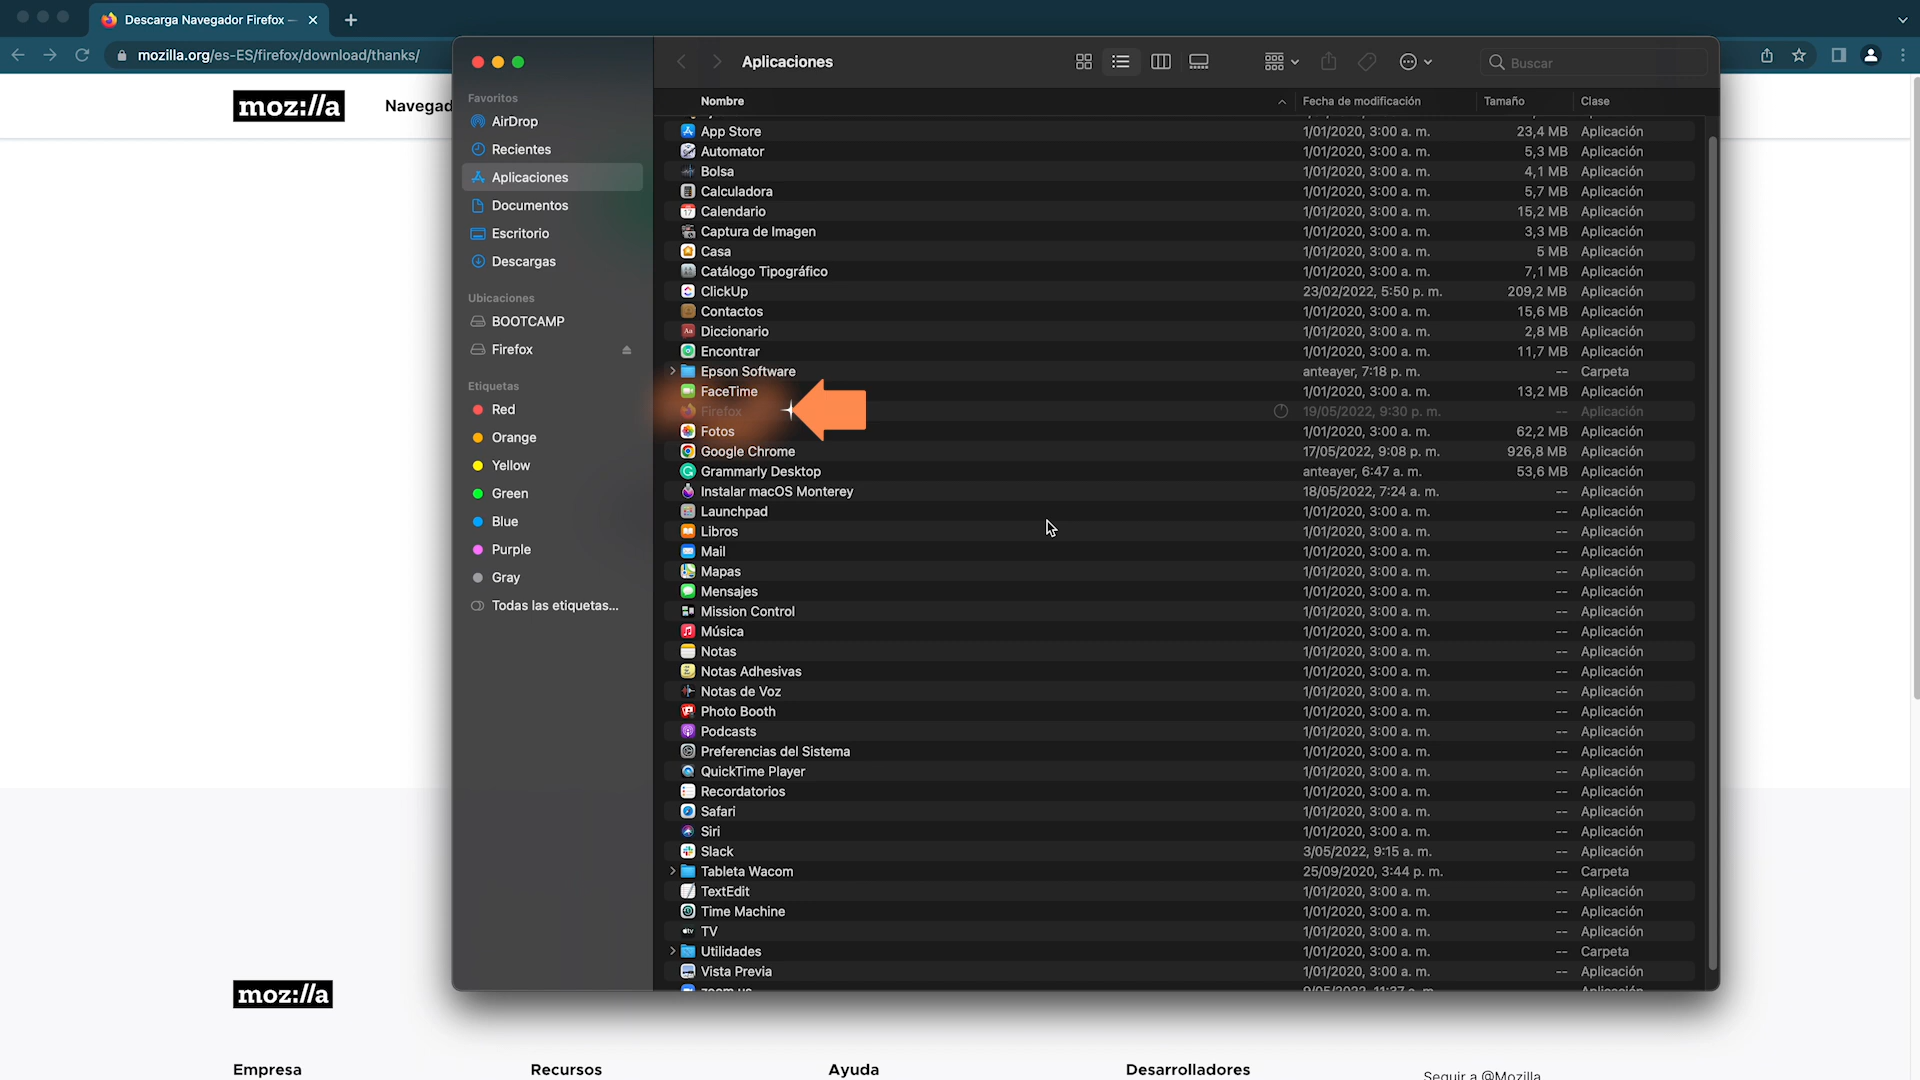 Descarga Navegador Firefox —
mozilla.org/es-ES/firefox/download/thanks/
moz://a
Navegad
Favoritos
AirDrop
Recientes
Aplicaciones
Documentos
Escritorio
Descargas
Ubicaciones
BOOTCAMP
Firefox
Etiquetas
Red
Orange
Yellow
Green
Blue
Purple
Gray
Todas las etiquetas...
Aplicaciones
Buscar
Nombre Fecha de modificación Tamaño Clase
App Store 1/01/2020, 3:00 a. m. 23,4 MB Aplicación
Automator 1/01/2020, 3:00 a. m. 5,3 MB Aplicación
Bolsa 1/01/2020, 3:00 a. m. 4,1 MB Aplicación
Calculadora 1/01/2020, 3:00 a. m. 5,7 MB Aplicación
Calendario 1/01/2020, 3:00 a. m. 15,2 MB Aplicación
Captura de Imagen 1/01/2020, 3:00 a. m. 3,3 MB Aplicación
Casa 1/01/2020, 3:00 a. m. 5 MB Aplicación
Catálogo Tipográfico 1/01/2020, 3:00 a. m. 7,1 MB Aplicación
ClickUp 23/02/2022, 5:50 p. m. 209,2 MB Aplicación
Contactos 1/01/2020, 3:00 a. m. 15,6 MB Aplicación
Diccionario 1/01/2020, 3:00 a. m. 2,8 MB Aplicación
Encontrar 1/01/2020, 3:00 a. m. 11,7 MB Aplicación
Epson Software anteayer, 7:18 p. m. -- Carpeta
FaceTime 1/01/2020, 3:00 a. m. 13,2 MB Aplicación
Firefox 19/05/2022, 9:30 p. m. -- Aplicación
Fotos 1/01/2020, 3:00 a. m. 62,2 MB Aplicación
Google Chrome 17/05/2022, 9:08 p. m. 926,8 MB Aplicación
Grammarly Desktop anteayer, 6:47 a. m. 53,6 MB Aplicación
Instalar macOS Monterey 18/05/2022, 7:24 a. m. -- Aplicación
Launchpad 1/01/2020, 3:00 a. m. -- Aplicación
Libros 1/01/2020, 3:00 a. m. -- Aplicación
Mail 1/01/2020, 3:00 a. m. -- Aplicación
Mapas 1/01/2020, 3:00 a. m. -- Aplicación
Mensajes 1/01/2020, 3:00 a. m. -- Aplicación
Mission Control 1/01/2020, 3:00 a. m. -- Aplicación
Música 1/01/2020, 3:00 a. m. -- Aplicación
Notas 1/01/2020, 3:00 a. m. -- Aplicación
Notas Adhesivas 1/01/2020, 3:00 a. m. -- Aplicación
Notas de Voz 1/01/2020, 3:00 a. m. -- Aplicación
Photo Booth 1/01/2020, 3:00 a. m. -- Aplicación
Podcasts 1/01/2020, 3:00 a. m. -- Aplicación
Preferencias del Sistema 1/01/2020, 3:00 a. m. -- Aplicación
QuickTime Player 1/01/2020, 3:00 a. m. -- Aplicación
Recordatorios 1/01/2020, 3:00 a. m. -- Aplicación
Safari 1/01/2020, 3:00 a. m. -- Aplicación
Siri 1/01/2020, 3:00 a. m. -- Aplicación
Slack 3/05/2022, 9:15 a. m. -- Aplicación
Tableta Wacom 25/09/2020, 3:44 p. m. -- Carpeta
TextEdit 1/01/2020, 3:00 a. m. -- Aplicación
Time Machine 1/01/2020, 3:00 a. m. -- Aplicación
TV 1/01/2020, 3:00 a. m. -- Aplicación
Utilidades 1/01/2020, 3:00 a. m. -- Carpeta
Vista Previa 1/01/2020, 3:00 a. m. -- Aplicación
moz://a
Empresa Recursos Ayuda Desarrolladores Seguir a @Mozilla